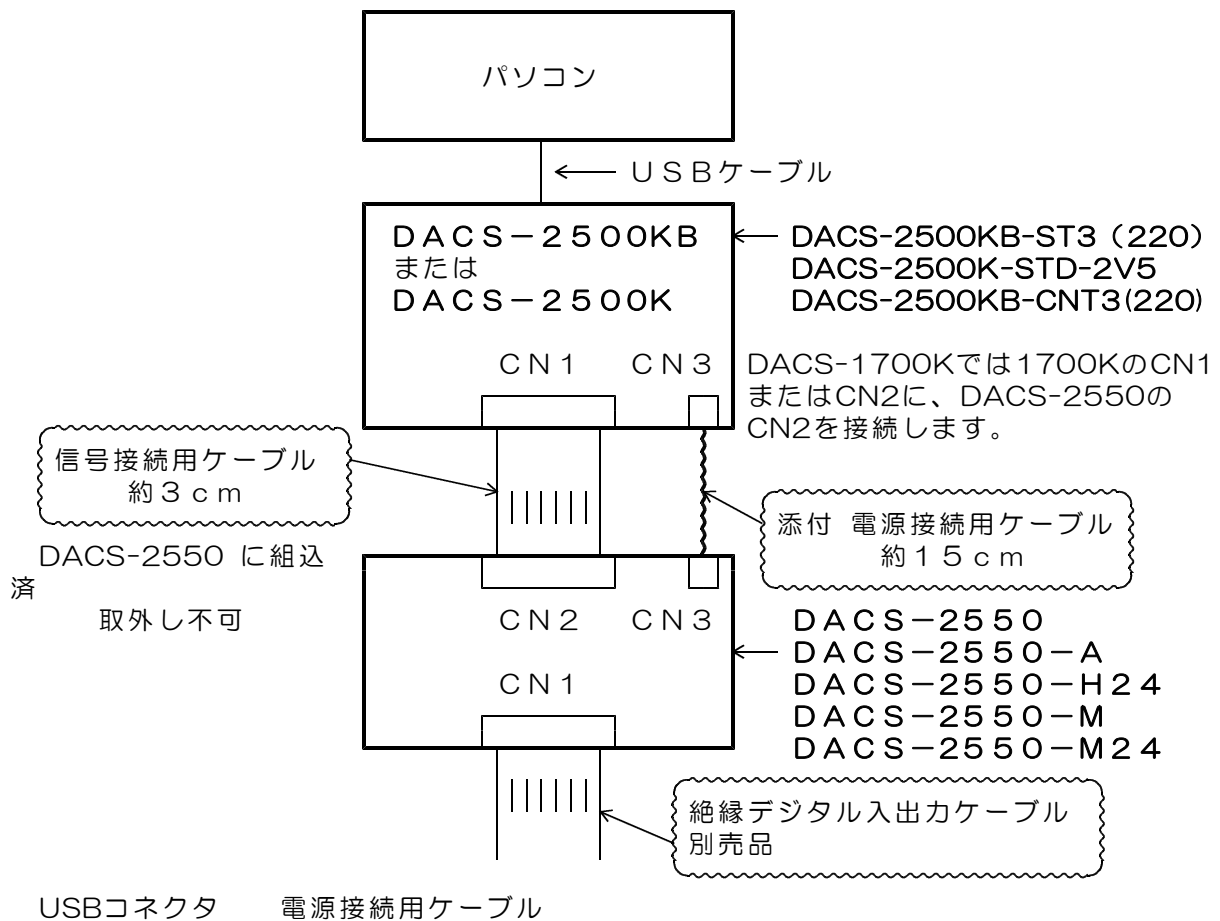 パソコン
USBケーブル
DACS-2500KB
または
DACS-2500K
DACS-2500KB-ST3(220)
DACS-2500K-STD-2V5
DACS-2500KB-CNT3(220)
CN1 CN3
DACS-1700Kでは1700KのCN1
またはCN2に、DACS-2550の
CN2を接続します。
信号接続用ケーブル
約3cm
DACS-2550 に組込
済
取外し不可
添付 電源接続用ケーブル
約15cm
CN2 CN3
CN1
DACS-2550
DACS-2550-A
DACS-2550-H24
DACS-2550-M
DACS-2550-M24
絶縁デジタル入出力ケーブル
別売品
USBコネクタ 電源接続用ケーブル